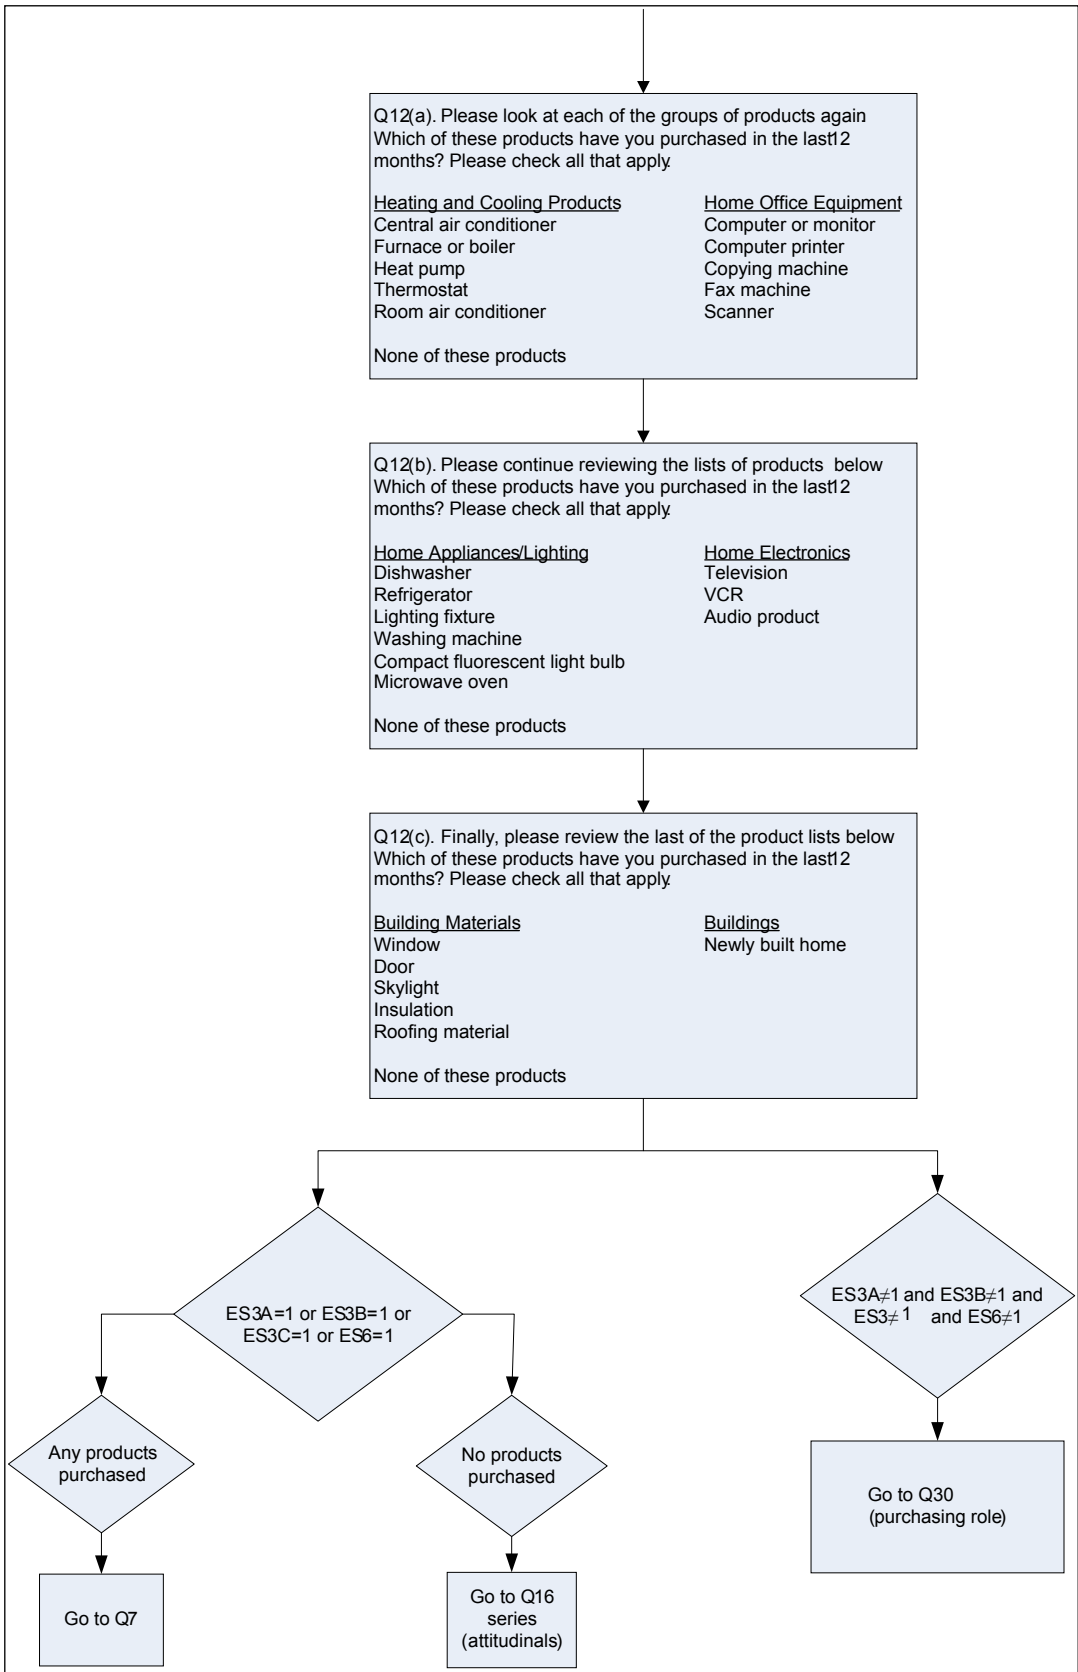 Q12(a). Please look at each of the groups of products again
Which of these products have you purchased in the last12
months? Please check all that apply.
Heating and Cooling Products
Central air conditioner
Furnace or boiler
Heat pump
Thermostat
Room air conditioner
None of these products
Home Office Equipment
Computer or monitor
Computer printer
Copying machine
Fax machine
Scanner
Q12(b). Please continue reviewing the lists of products below
Which of these products have you purchased in the last12
months? Please check all that apply.
Home Appliances/Lighting
Dishwasher
Refrigerator
Lighting fixture
Washing machine
Compact fluorescent light bulb
Microwave oven
None of these products
Home Electronics
Television
VCR
Audio product
Q12(c). Finally, please review the last of the product lists below
Which of these products have you purchased in the last12
months? Please check all that apply.
Building Materials
Window
Door
Skylight
Insulation
Roofing material
None of these products
Buildings
Newly built home
ES3A=1 or ES3B=1 or
ES3C=1 or ES6=1
ES3A≠1 and ES3B≠1 and
ES3≠1 and ES6≠1
Any products
purchased
No products
purchased
Go to Q30
(purchasing role)
Go to Q7
Go to Q16
series
(attitudinals)